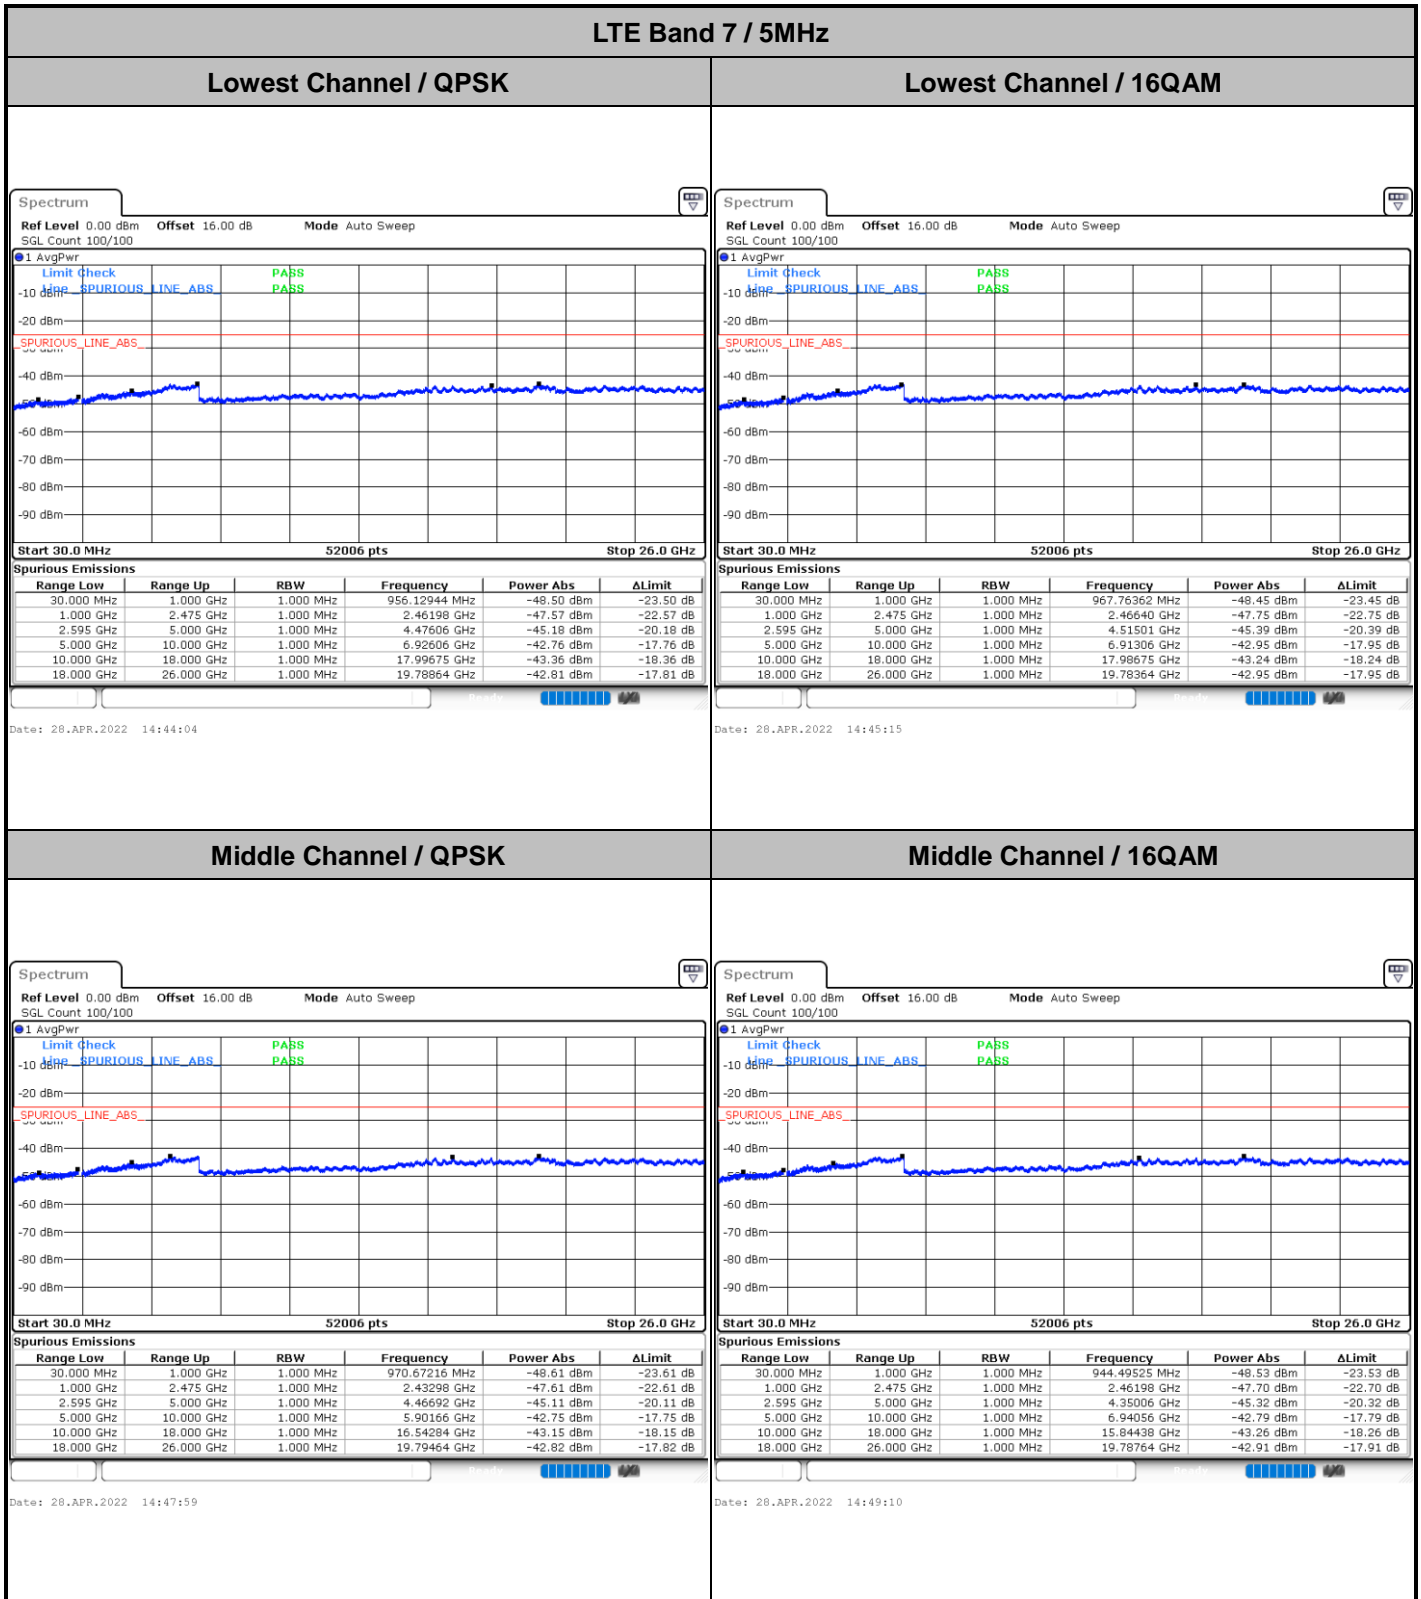 LTE Band 7 / 5MHz
Lowest Channel / QPSK
Lowest Channel / 16QAM
Spectrum
Ref Level 0.00 dBm Offset 16.00 dB Mode Auto Sweep
SGL Count 100/100
1 AvgPwr
Limit Check PASS
Line _SPURIOUS_LINE_ABS_ PASS
-10 dBm
-20 dBm
_SPURIOUS_LINE_ABS_
-40 dBm
-60 dBm
-70 dBm
-80 dBm
-90 dBm
Start 30.0 MHz 52006 pts Stop 26.0 GHz
Spurious Emissions
Range Low Range Up RBW Frequency Power Abs ΔLimit
30.000 MHz 1.000 GHz 1.000 MHz 956.12944 MHz -48.50 dBm -23.50 dB
1.000 GHz 2.475 GHz 1.000 MHz 2.46198 GHz -47.57 dBm -22.57 dB
2.595 GHz 5.000 GHz 1.000 MHz 4.47606 GHz -45.18 dBm -20.18 dB
5.000 GHz 10.000 GHz 1.000 MHz 6.92606 GHz -42.76 dBm -17.76 dB
10.000 GHz 18.000 GHz 1.000 MHz 17.99675 GHz -43.36 dBm -18.36 dB
18.000 GHz 26.000 GHz 1.000 MHz 19.78864 GHz -42.81 dBm -17.81 dB
Date: 28.APR.2022 14:44:04
Spectrum
Ref Level 0.00 dBm Offset 16.00 dB Mode Auto Sweep
SGL Count 100/100
1 AvgPwr
Limit Check PASS
Line _SPURIOUS_LINE_ABS_ PASS
-10 dBm
-20 dBm
_SPURIOUS_LINE_ABS_
-40 dBm
-60 dBm
-70 dBm
-80 dBm
-90 dBm
Start 30.0 MHz 52006 pts Stop 26.0 GHz
Spurious Emissions
Range Low Range Up RBW Frequency Power Abs ΔLimit
30.000 MHz 1.000 GHz 1.000 MHz 967.76362 MHz -48.45 dBm -23.45 dB
1.000 GHz 2.475 GHz 1.000 MHz 2.46640 GHz -47.75 dBm -22.75 dB
2.595 GHz 5.000 GHz 1.000 MHz 4.51501 GHz -45.39 dBm -20.39 dB
5.000 GHz 10.000 GHz 1.000 MHz 6.91306 GHz -42.95 dBm -17.95 dB
10.000 GHz 18.000 GHz 1.000 MHz 17.98675 GHz -43.24 dBm -18.24 dB
18.000 GHz 26.000 GHz 1.000 MHz 19.78364 GHz -42.95 dBm -17.95 dB
Date: 28.APR.2022 14:45:15
Middle Channel / QPSK
Middle Channel / 16QAM
Spectrum
Ref Level 0.00 dBm Offset 16.00 dB Mode Auto Sweep
SGL Count 100/100
1 AvgPwr
Limit Check PASS
Line _SPURIOUS_LINE_ABS_ PASS
-10 dBm
-20 dBm
_SPURIOUS_LINE_ABS_
-40 dBm
-60 dBm
-70 dBm
-80 dBm
-90 dBm
Start 30.0 MHz 52006 pts Stop 26.0 GHz
Spurious Emissions
Range Low Range Up RBW Frequency Power Abs ΔLimit
30.000 MHz 1.000 GHz 1.000 MHz 970.67216 MHz -48.61 dBm -23.61 dB
1.000 GHz 2.475 GHz 1.000 MHz 2.43298 GHz -47.61 dBm -22.61 dB
2.595 GHz 5.000 GHz 1.000 MHz 4.46692 GHz -45.11 dBm -20.11 dB
5.000 GHz 10.000 GHz 1.000 MHz 5.90166 GHz -42.75 dBm -17.75 dB
10.000 GHz 18.000 GHz 1.000 MHz 16.54284 GHz -43.15 dBm -18.15 dB
18.000 GHz 26.000 GHz 1.000 MHz 19.79464 GHz -42.82 dBm -17.82 dB
Date: 28.APR.2022 14:47:59
Spectrum
Ref Level 0.00 dBm Offset 16.00 dB Mode Auto Sweep
SGL Count 100/100
1 AvgPwr
Limit Check PASS
Line _SPURIOUS_LINE_ABS_ PASS
-10 dBm
-20 dBm
_SPURIOUS_LINE_ABS_
-40 dBm
-60 dBm
-70 dBm
-80 dBm
-90 dBm
Start 30.0 MHz 52006 pts Stop 26.0 GHz
Spurious Emissions
Range Low Range Up RBW Frequency Power Abs ΔLimit
30.000 MHz 1.000 GHz 1.000 MHz 944.49525 MHz -48.53 dBm -23.53 dB
1.000 GHz 2.475 GHz 1.000 MHz 2.46198 GHz -47.70 dBm -22.70 dB
2.595 GHz 5.000 GHz 1.000 MHz 4.35006 GHz -45.32 dBm -20.32 dB
5.000 GHz 10.000 GHz 1.000 MHz 6.94056 GHz -42.79 dBm -17.79 dB
10.000 GHz 18.000 GHz 1.000 MHz 15.84438 GHz -43.26 dBm -18.26 dB
18.000 GHz 26.000 GHz 1.000 MHz 19.78764 GHz -42.91 dBm -17.91 dB
Date: 28.APR.2022 14:49:10